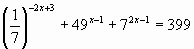 (1/7)^{-2x+3} + 49^{x-1} + 7^{2x-1} = 399